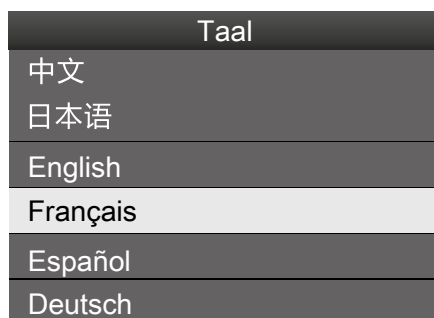 Taal
中文
日本语
English
Français
Español
Deutsch